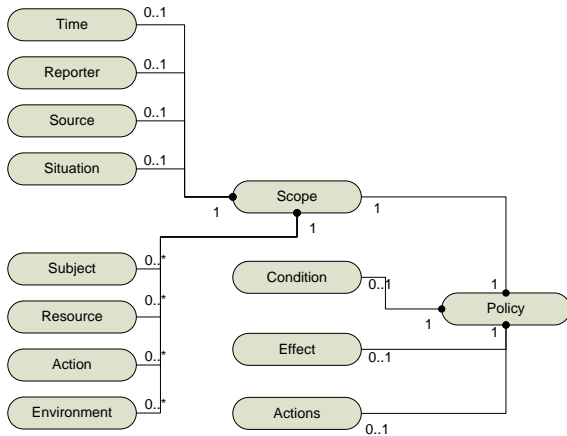 Time
0..1
Reporter
0..1
Source
0..1
Situation
0..1
Scope
1
1
1
Subject
0..*
Resource
0..*
Action
0..*
Environment
0..*
Condition
0..1
1
Policy
1
1
Effect
0..1
Actions
0..1